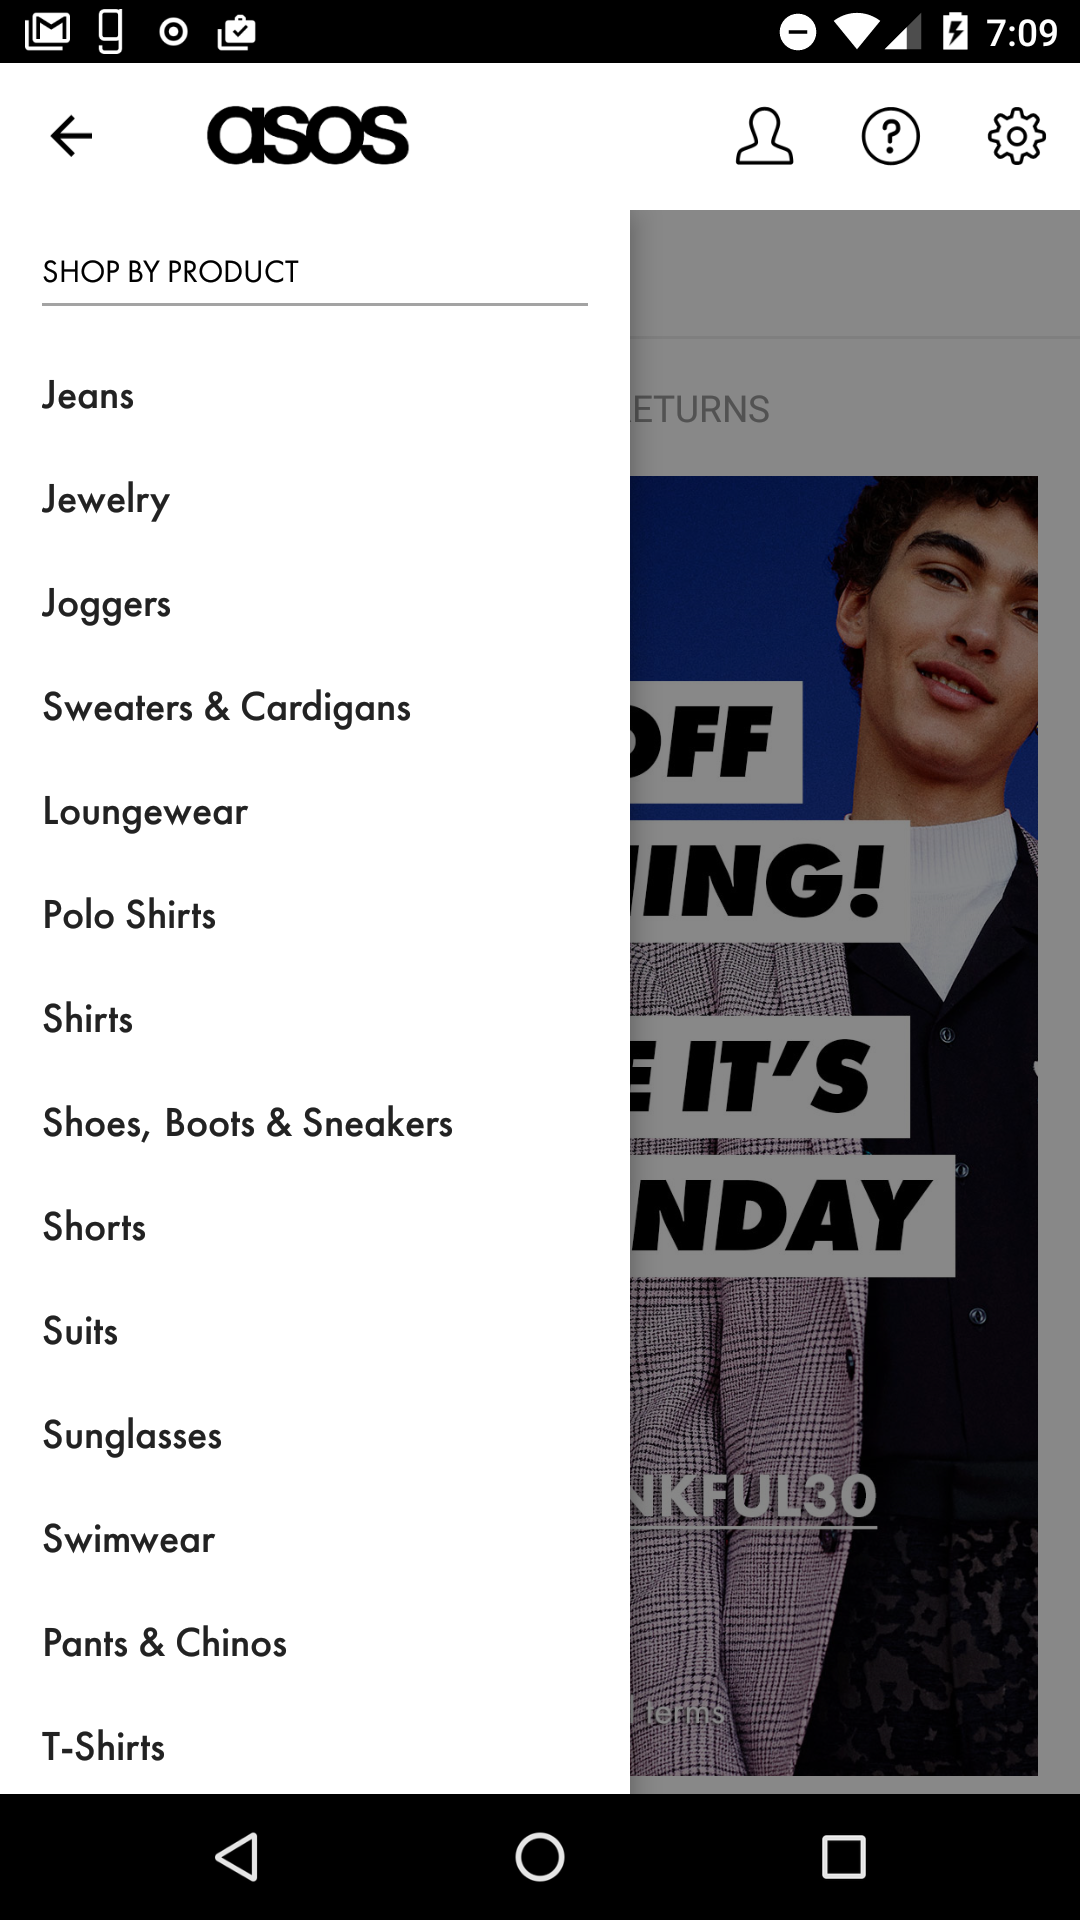 7:09
asos
SHOP BY PRODUCT
Jeans
Jewelry
Joggers
Sweaters & Cardigans
Loungewear
Polo Shirts
Shirts
Shoes, Boots & Sneakers
Shorts
Suits
Sunglasses
Swimwear
Pants & Chinos
T-Shirts
ETURNS
OFF
ING!
E IT’S
NDAY
NKFUL30
terms